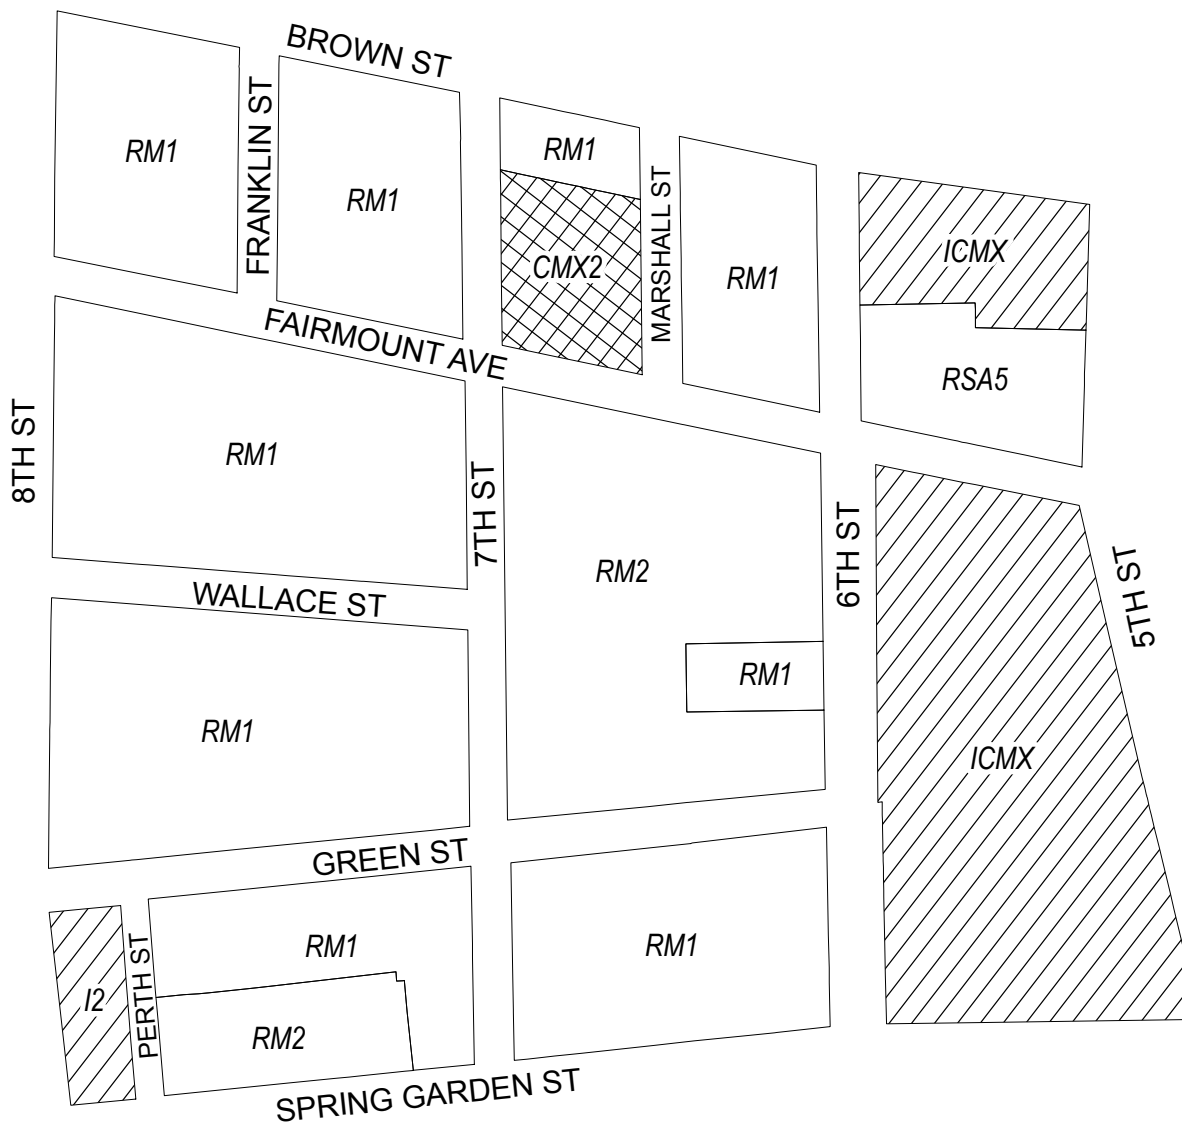 BROWN ST
FRANKLIN ST
RM1
RM1
RM1
CMX2
MARSHALL ST
RM1
ICMX
RSA5
FAIRMOUNT AVE
8TH ST
RM1
7TH ST
RM2
6TH ST
5TH ST
WALLACE ST
RM1
RM1
ICMX
GREEN ST
I2
PERTH ST
RM1
RM2
RM1
SPRING GARDEN ST